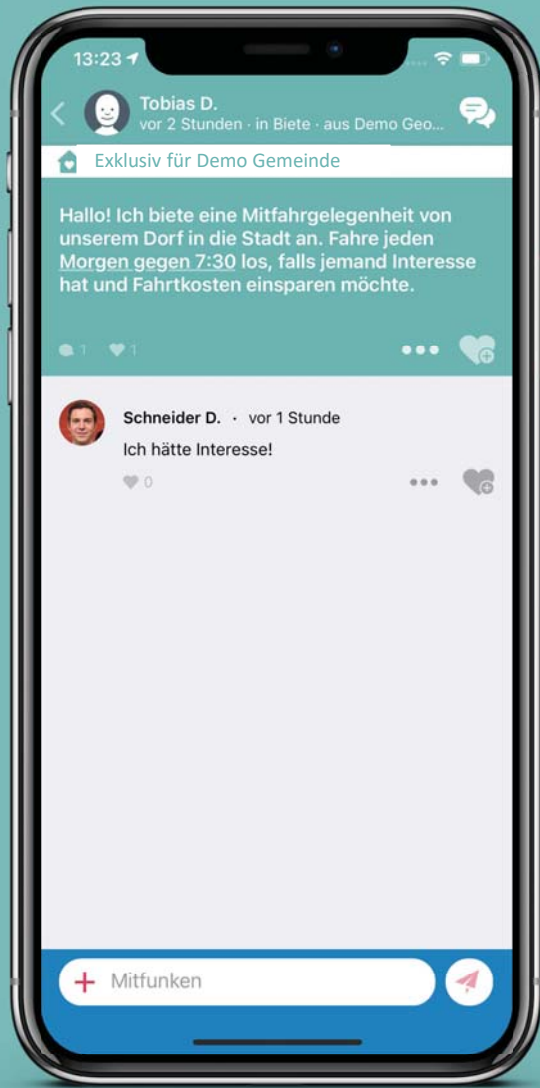 13:23
Tobias D.
vor 2 Stunden · in Biete · aus Demo Geo...
Exklusiv für Demo Gemeinde
Hallo! Ich biete eine Mitfahrgelegenheit von
unserem Dorf in die Stadt an. Fahre jeden
Morgen gegen 7:30 los, falls jemand Interesse
hat und Fahrtkosten einsparen möchte.
1 1
Schneider D. · vor 1 Stunde
Ich hätte Interesse!
0
Mitfunken